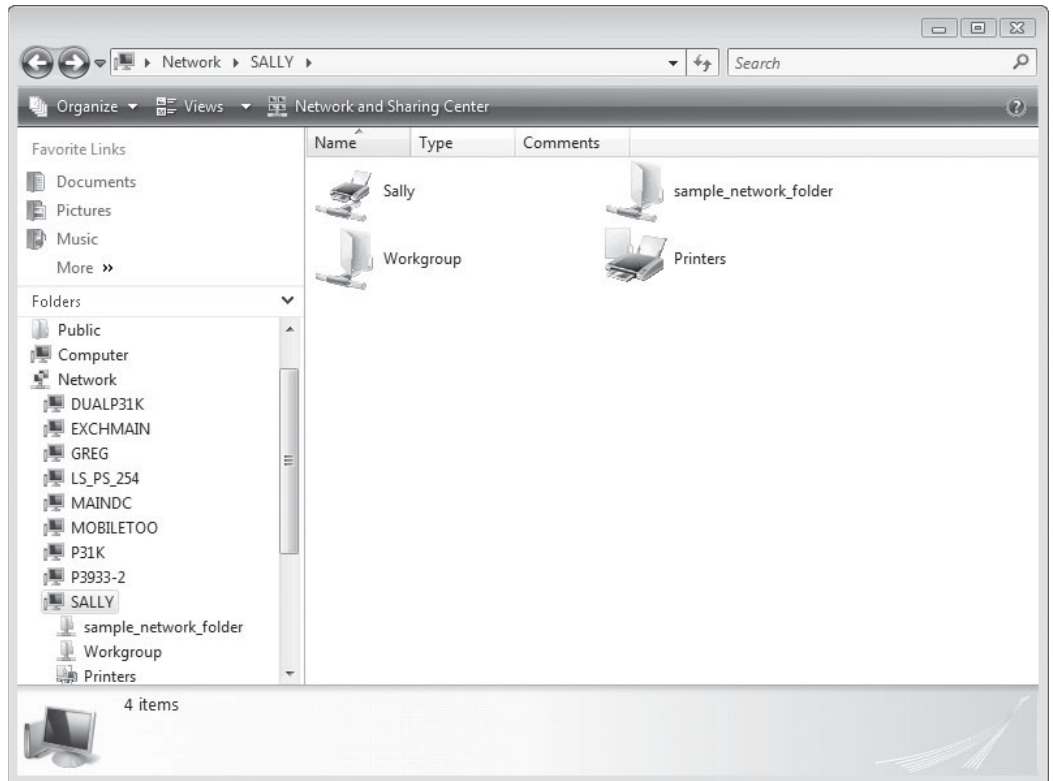 Network SALLY
Search
Organize Views Network and Sharing Center
Favorite Links
Documents
Pictures
Music
More »
Folders
Public
Computer
Network
DUALP31K
EXCHMAIN
GREG
LS_PS_254
MAINDC
MOBILETOO
P31K
P3933-2
SALLY
sample_network_folder
Workgroup
Printers
Name Type Comments
Sally sample_network_folder
Workgroup Printers
4 items